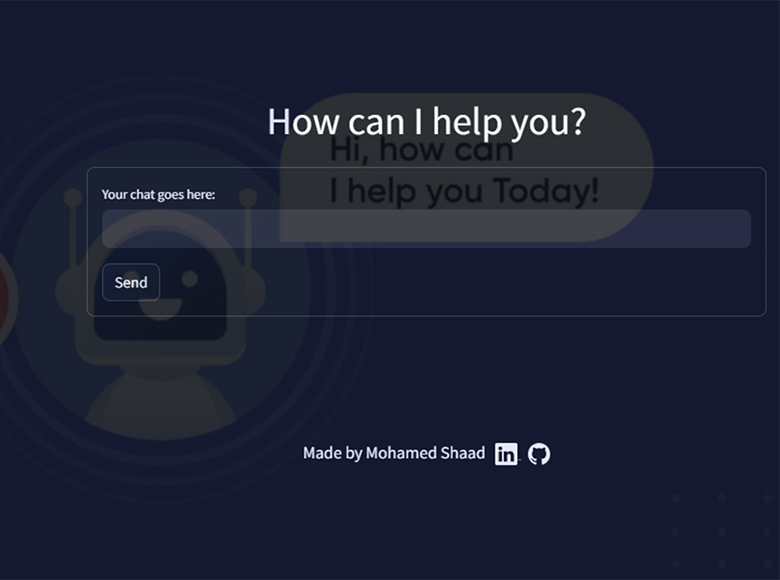 How can I help you?
Hi, how can
I help you Today!
Your chat goes here:
Send
Made by Mohamed Shaad in